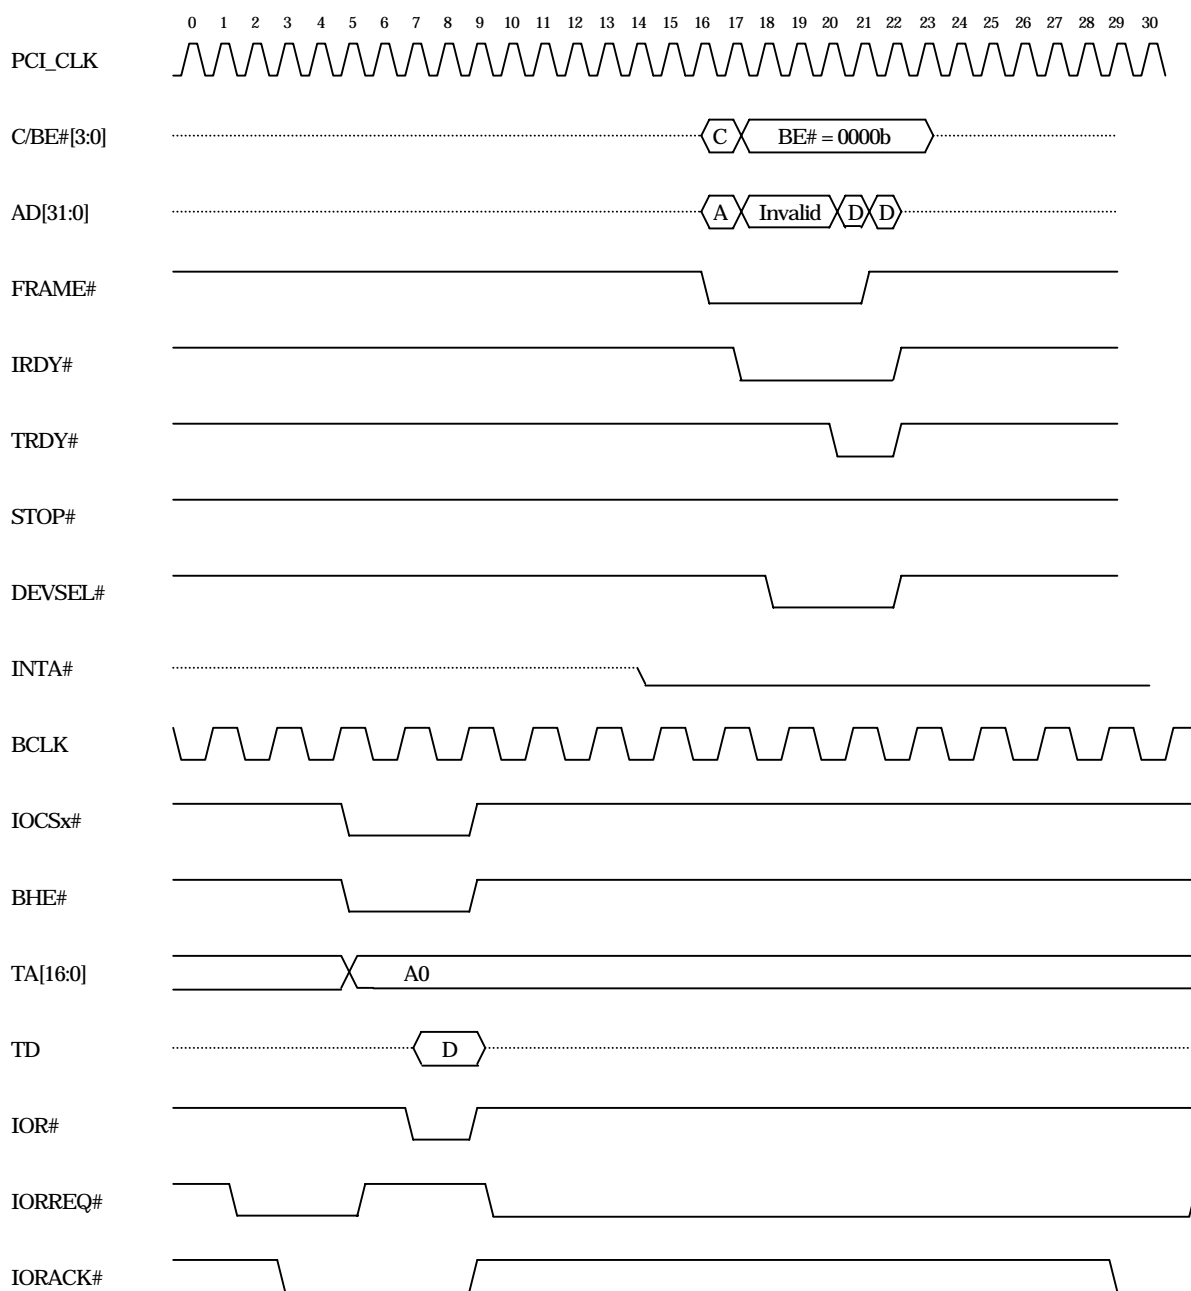 0 1 2 3 4 5 6 7 8 9 10 11 12 13 14 15 16 17 18 19 20 21 22 23 24 25 26 27 28 29 30
PCI_CLK
C/BE#[3:0] C BE# = 0000b
AD[31:0] A Invalid D D
FRAME#
IRDY#
TRDY#
STOP#
DEVSEL#
INTA#
BCLK
IOCSx#
BHE#
TA[16:0] A0
TD D
IOR#
IORREQ#
IORACK#